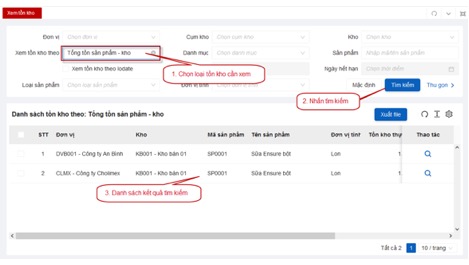 Xem tồn kho
Đơn vị Chọn đơn vị Cụm kho Chọn cụm kho Kho Chọn kho
Xem tồn kho theo Tổng tồn sản phẩm - kho Danh mục Chọn danh mục Sản phẩm Nhập mã/tên sản phẩm
Xem tồn kho theo lodate 1. Chọn loại tồn kho cần xem Ngày hết hạn Chọn thời điểm
Loại sản phẩm Chọn loại sản phẩm Đơn vị tính Mặc định Tìm kiếm Thu gọn
2. Nhấn tìm kiếm
Danh sách tồn kho theo: Tổng tồn sản phẩm - kho Xuất file
STT Đơn vị Kho Mã sản phẩm Tên sản phẩm Đơn vị tính Tồn kho thự Thao tác
1 DVB001 - Công ty An Bình KB001 - Kho bán 01 SP0001 Sữa Ensure bột Lon 1
2 CLMX - Công ty Cholimex KB001 - Kho bán 01 SP0001 Sữa Ensure bột Lon 1
3. Danh sách kết quả tìm kiếm
Tất cả 2 1 10 / trang